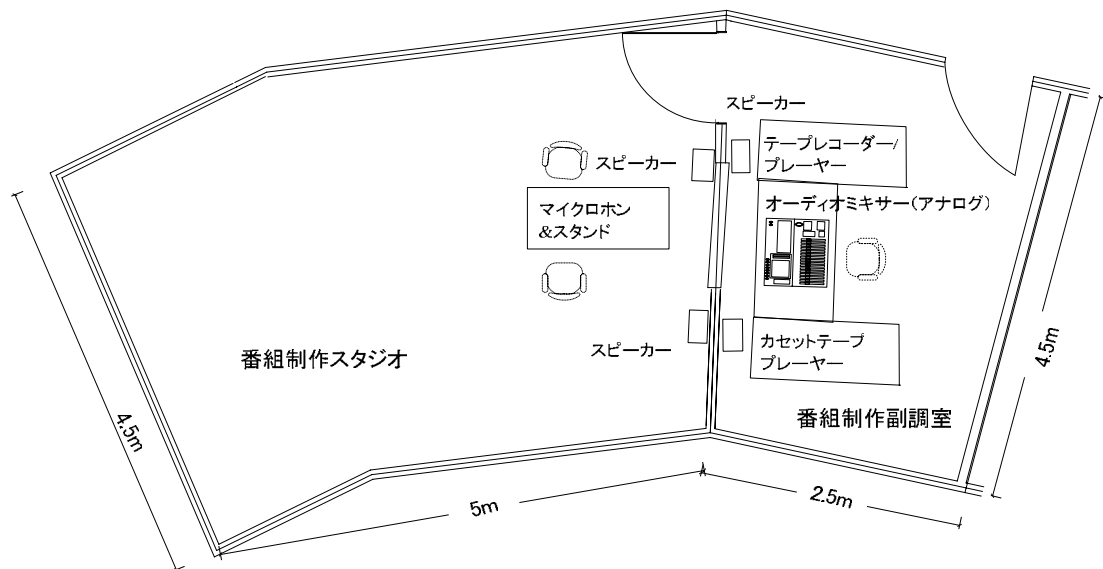 スピーカー
テープレコーダー/
プレーヤー
スピーカー
オーディオミキサー(アナログ)
マイクロホン
&スタンド
スピーカー
カセットテープ
プレーヤー
番組制作スタジオ
番組制作副調室
4.5m
4.5m
5m
2.5m